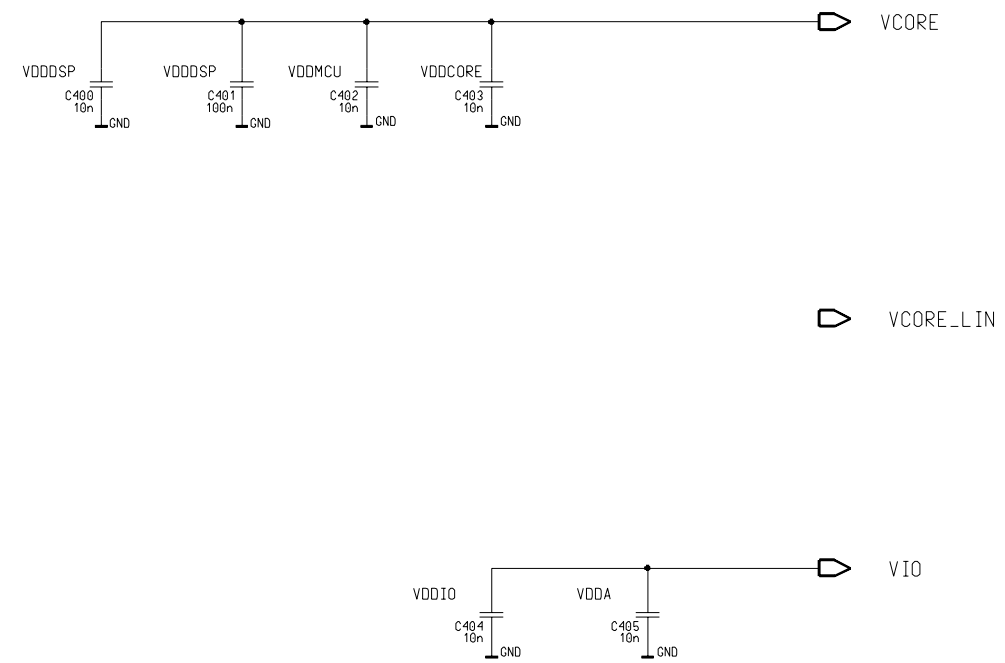 VCORE
VDDDSP VDDDSP VDDMCU VDDCORE
C400 C401 C402 C403
10n 100n 10n 10n
GND GND GND GND
VCORE_LIN
VIO
VDDIO VDDA
C404 C405
10n 10n
GND GND